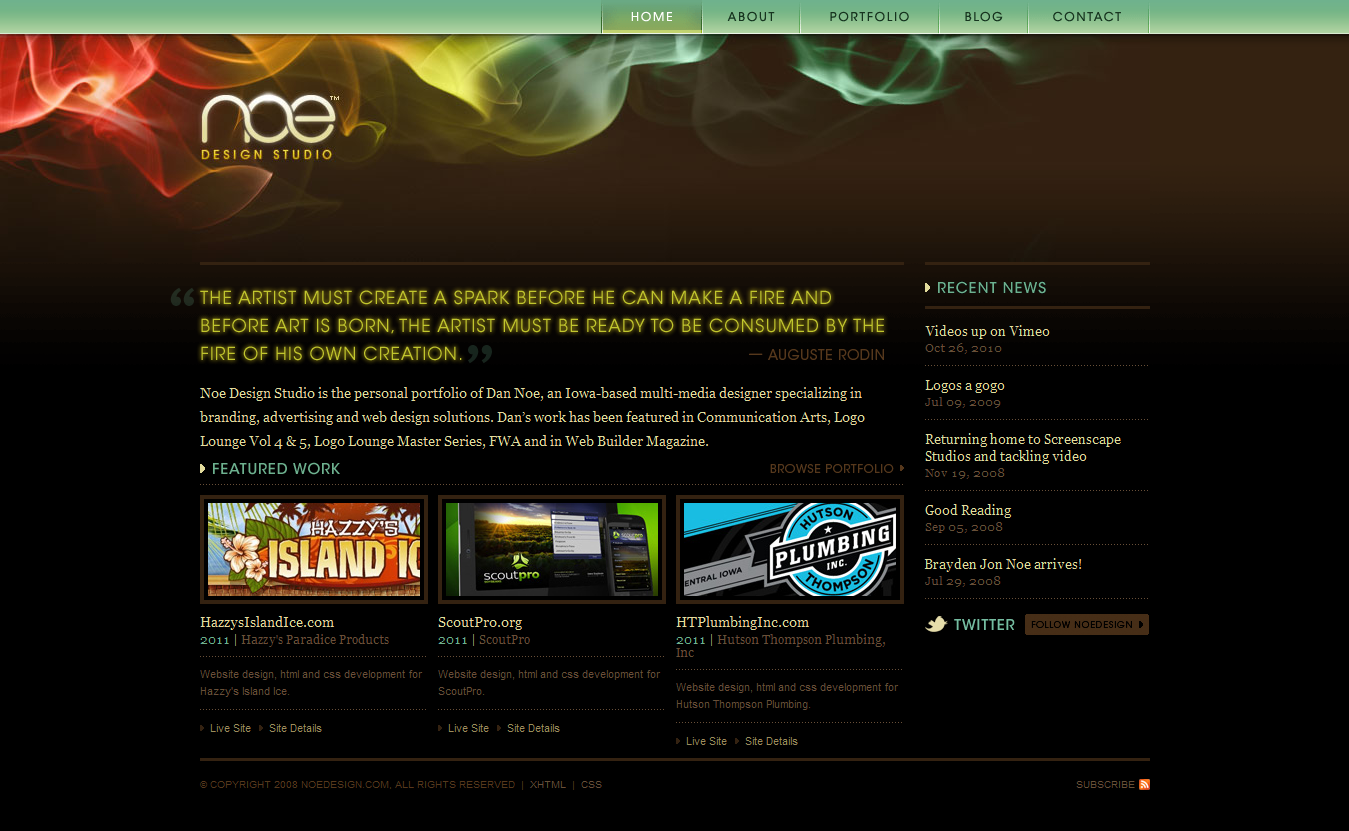 HOME ABOUT PORTFOLIO BLOG CONTACT
noe™
DESIGN STUDIO
“THE ARTIST MUST CREATE A SPARK BEFORE HE CAN MAKE A FIRE AND
BEFORE ART IS BORN, THE ARTIST MUST BE READY TO BE CONSUMED BY THE
FIRE OF HIS OWN CREATION.”
— AUGUSTE RODIN
Noe Design Studio is the personal portfolio of Dan Noe, an Iowa-based multi-media designer specializing in
branding, advertising and web design solutions. Dan’s work has been featured in Communication Arts, Logo
Lounge Vol 4 & 5, Logo Lounge Master Series, FWA and in Web Builder Magazine.
FEATURED WORK
BROWSE PORTFOLIO
HAZZY'S
ISLAND IC
HazzysIslandIce.com
2011 | Hazzy's Paradice Products
Website design, html and css development for
Hazzy's Island Ice.
Live Site Site Details
scoutpro
ScoutPro.org
2011 | ScoutPro
Website design, html and css development for
ScoutPro.
Live Site Site Details
HUTSON
PLUMBING
INC.
THOMPSON
ENTRAL IOWA
HTPlumbingInc.com
2011 | Hutson Thompson Plumbing,
Inc
Website design, html and css development for
Hutson Thompson Plumbing.
Live Site Site Details
RECENT NEWS
Videos up on Vimeo
Oct 26, 2010
Logos a gogo
Jul 09, 2009
Returning home to Screenscape
Studios and tackling video
Nov 19, 2008
Good Reading
Sep 05, 2008
Brayden Jon Noe arrives!
Jul 29, 2008
TWITTER
FOLLOW NOEDESIGN
© COPYRIGHT 2008 NOEDESIGN.COM, ALL RIGHTS RESERVED | XHTML | CSS
SUBSCRIBE